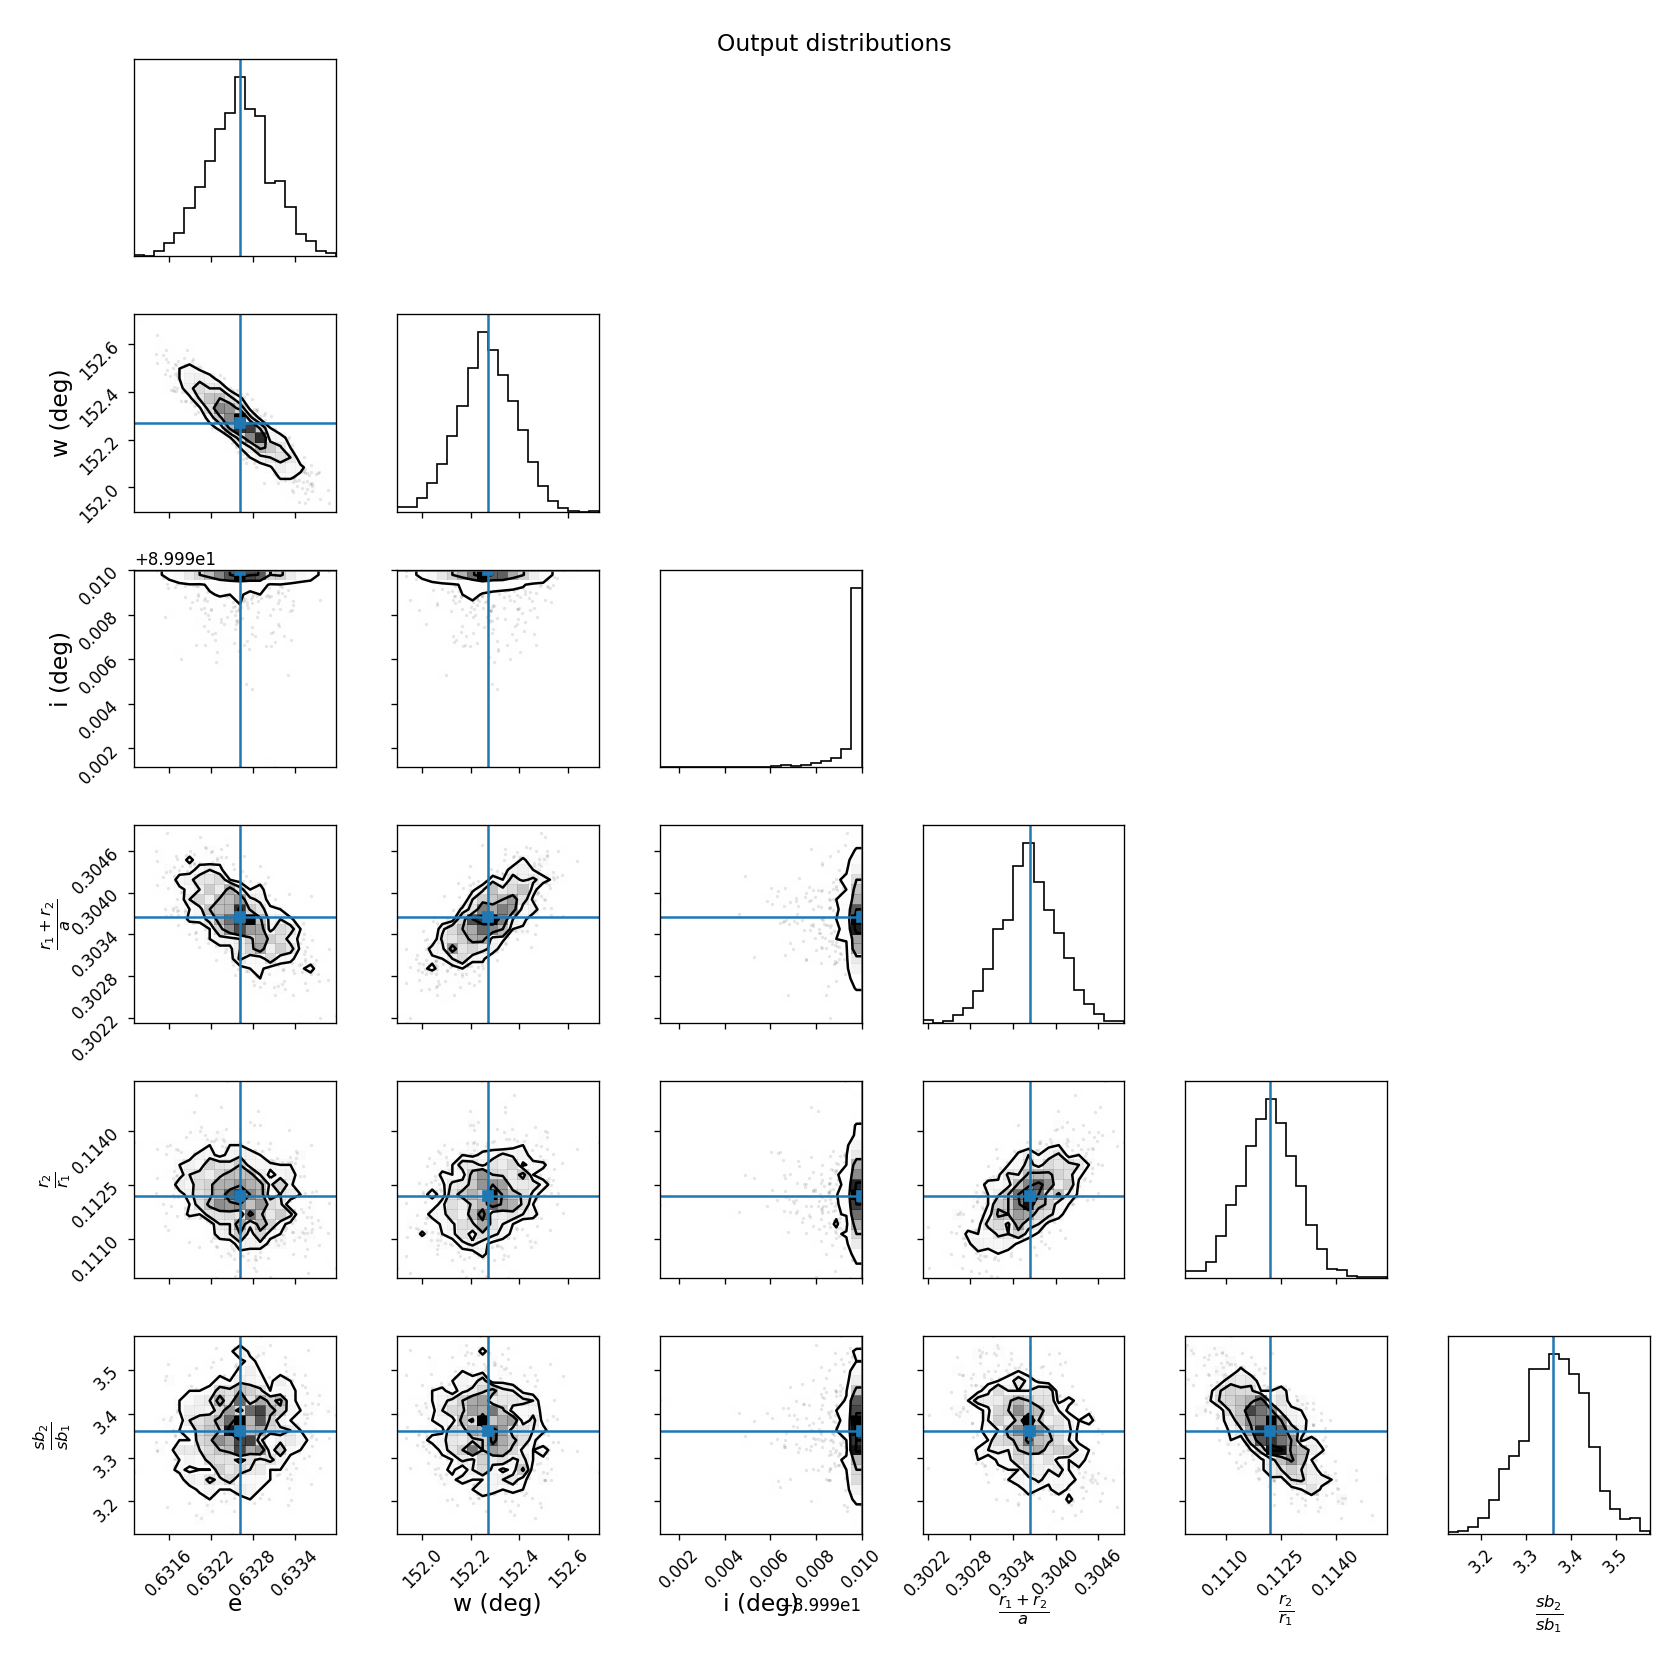 Output distributions
152.6
152.4
152.2
152.0
w (deg)
+8.999e1
0.010
0.008
0.006
0.004
0.002
i (deg)
0.3046
0.3040
0.3034
0.3028
0.3022
r₁ + r₂
a
0.1140
0.1125
0.1110
r₂
r₁
3.5
3.4
3.3
3.2
sb₂
sb₁
0.6316 0.6322 0.6328 0.6334
e
152.0 152.2 152.4 152.6
w (deg)
0.002 0.004 0.006 0.008 0.010
i (deg)
+8.999e1
0.3022 0.3028 0.3034 0.3040 0.3046
r₁ + r₂
a
0.1110 0.1125 0.1140
r₂
r₁
3.2 3.3 3.4 3.5
sb₂
sb₁